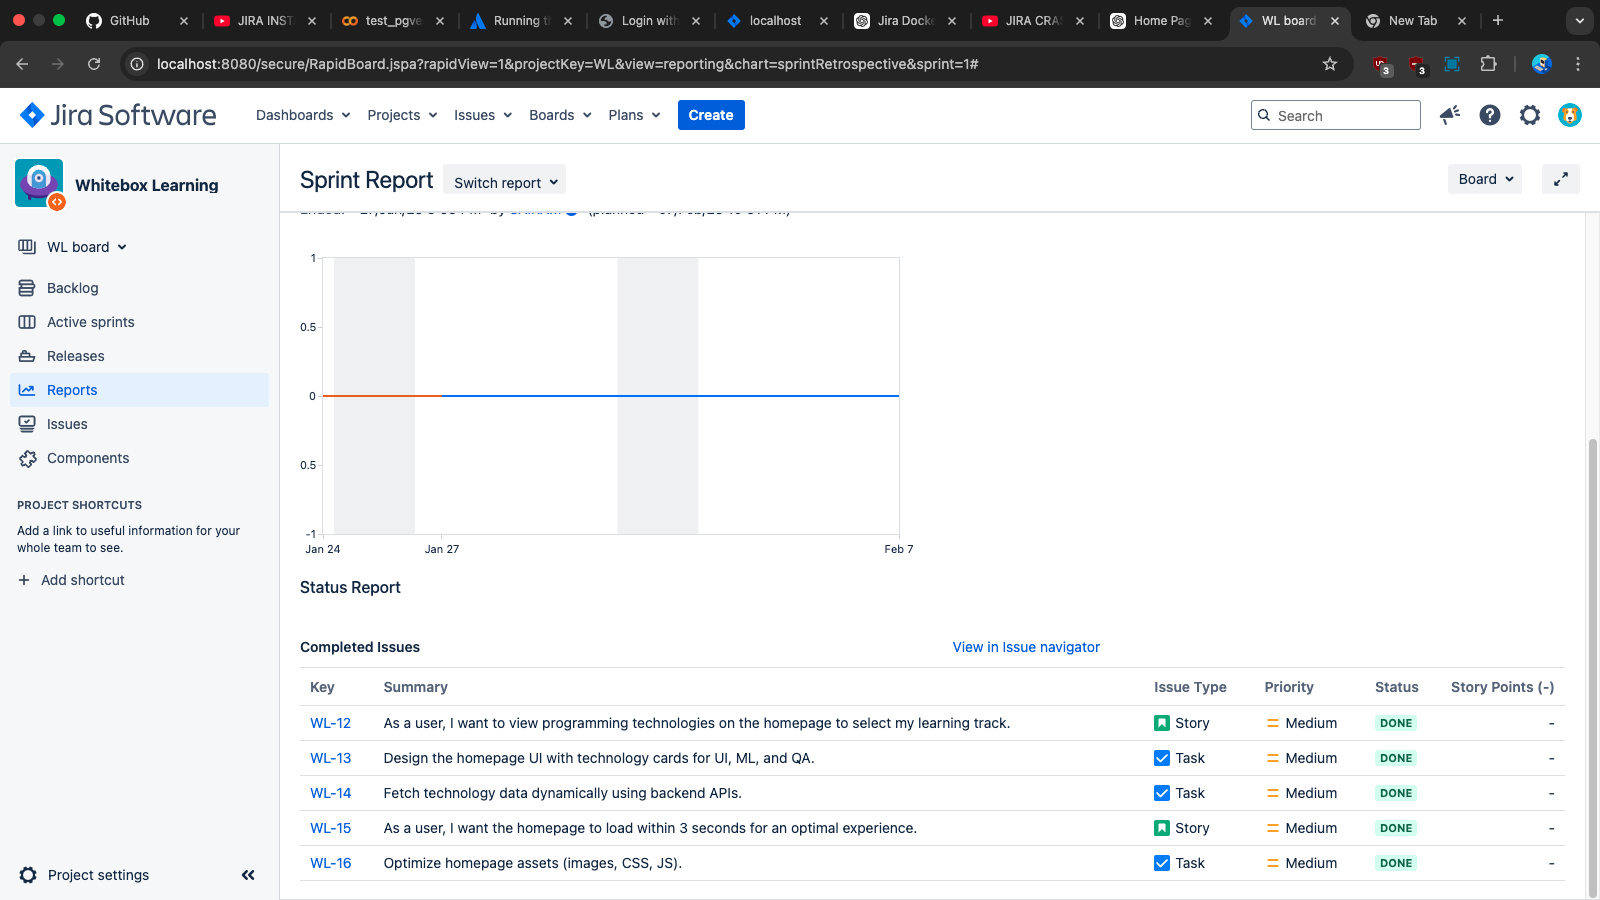 GitHub
JIRA INST
test_pgve
Running t
Login with
localhost
Jira Docke
JIRA CRAS
Home Pag
WL board
New Tab
localhost:8080/secure/RapidBoard.jspa?rapidView=1&projectKey=WL&view=reporting&chart=sprintRetrospective&sprint=1#
3
3
Jira Software
Dashboards
Projects
Issues
Boards
Plans
Create
Search
Whitebox Learning
WL board
Backlog
Active sprints
Releases
Reports
Issues
Components
PROJECT SHORTCUTS
Add a link to useful information for your
whole team to see.
Add shortcut
Project settings
Sprint Report
Switch report
Board
1
0.5
0
0.5
-1
Jan 24
Jan 27
Feb 7
Status Report
Completed Issues
View in Issue navigator
Key Summary Issue Type Priority Status Story Points (-)
WL-12 As a user, I want to view programming technologies on the homepage to select my learning track. Story Medium DONE -
WL-13 Design the homepage UI with technology cards for UI, ML, and QA. Task Medium DONE -
WL-14 Fetch technology data dynamically using backend APIs. Task Medium DONE -
WL-15 As a user, I want the homepage to load within 3 seconds for an optimal experience. Story Medium DONE -
WL-16 Optimize homepage assets (images, CSS, JS). Task Medium DONE -